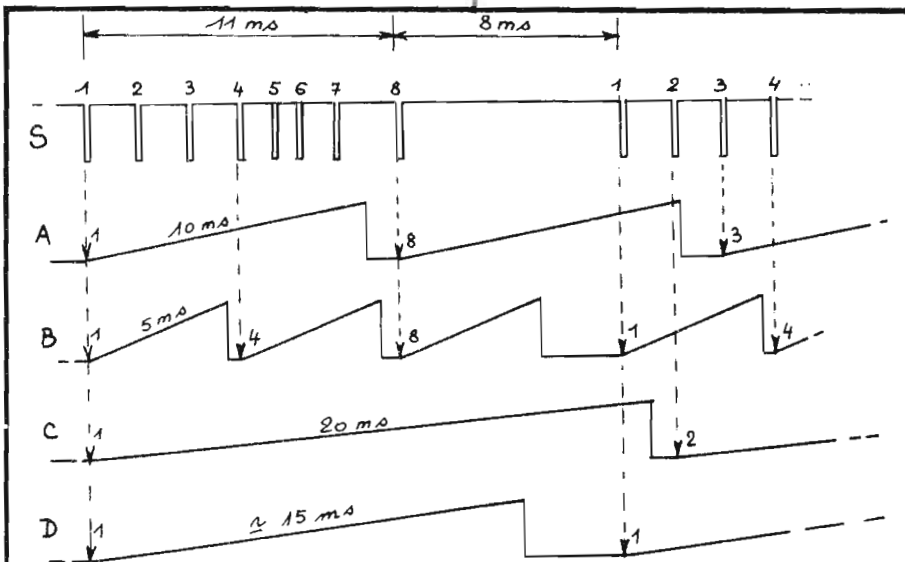 11 ms 8 ms
1 2 3 4 5 6 7 8 1 2 3 4
S
A 1 10 ms 8 3
B 1 5 ms 4 8 1 4
C 1 20 ms 2
D 1 ~ 15 ms 1